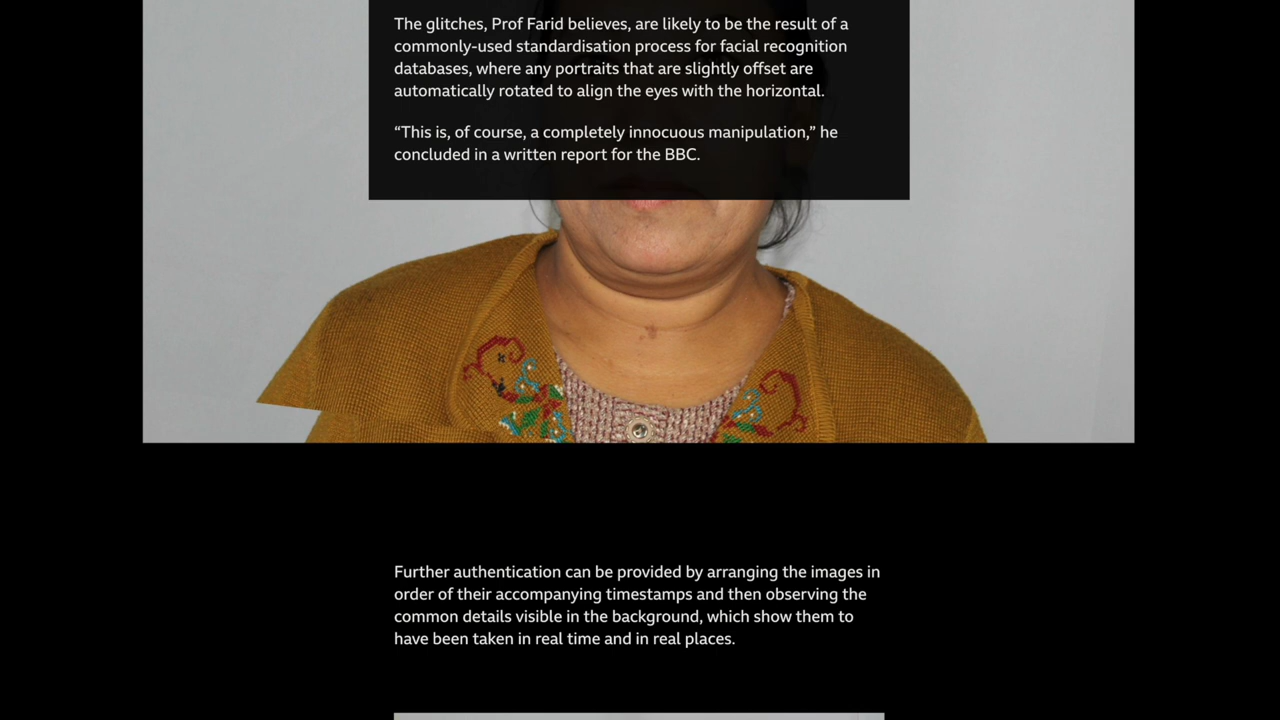 The glitches, Prof Farid believes, are likely to be the result of a
commonly-used standardisation process for facial recognition
databases, where any portraits that are slightly offset are
automatically rotated to align the eyes with the horizontal.
“This is, of course, a completely innocuous manipulation,” he
concluded in a written report for the BBC.
Further authentication can be provided by arranging the images in
order of their accompanying timestamps and then observing the
common details visible in the background, which show them to
have been taken in real time and in real places.